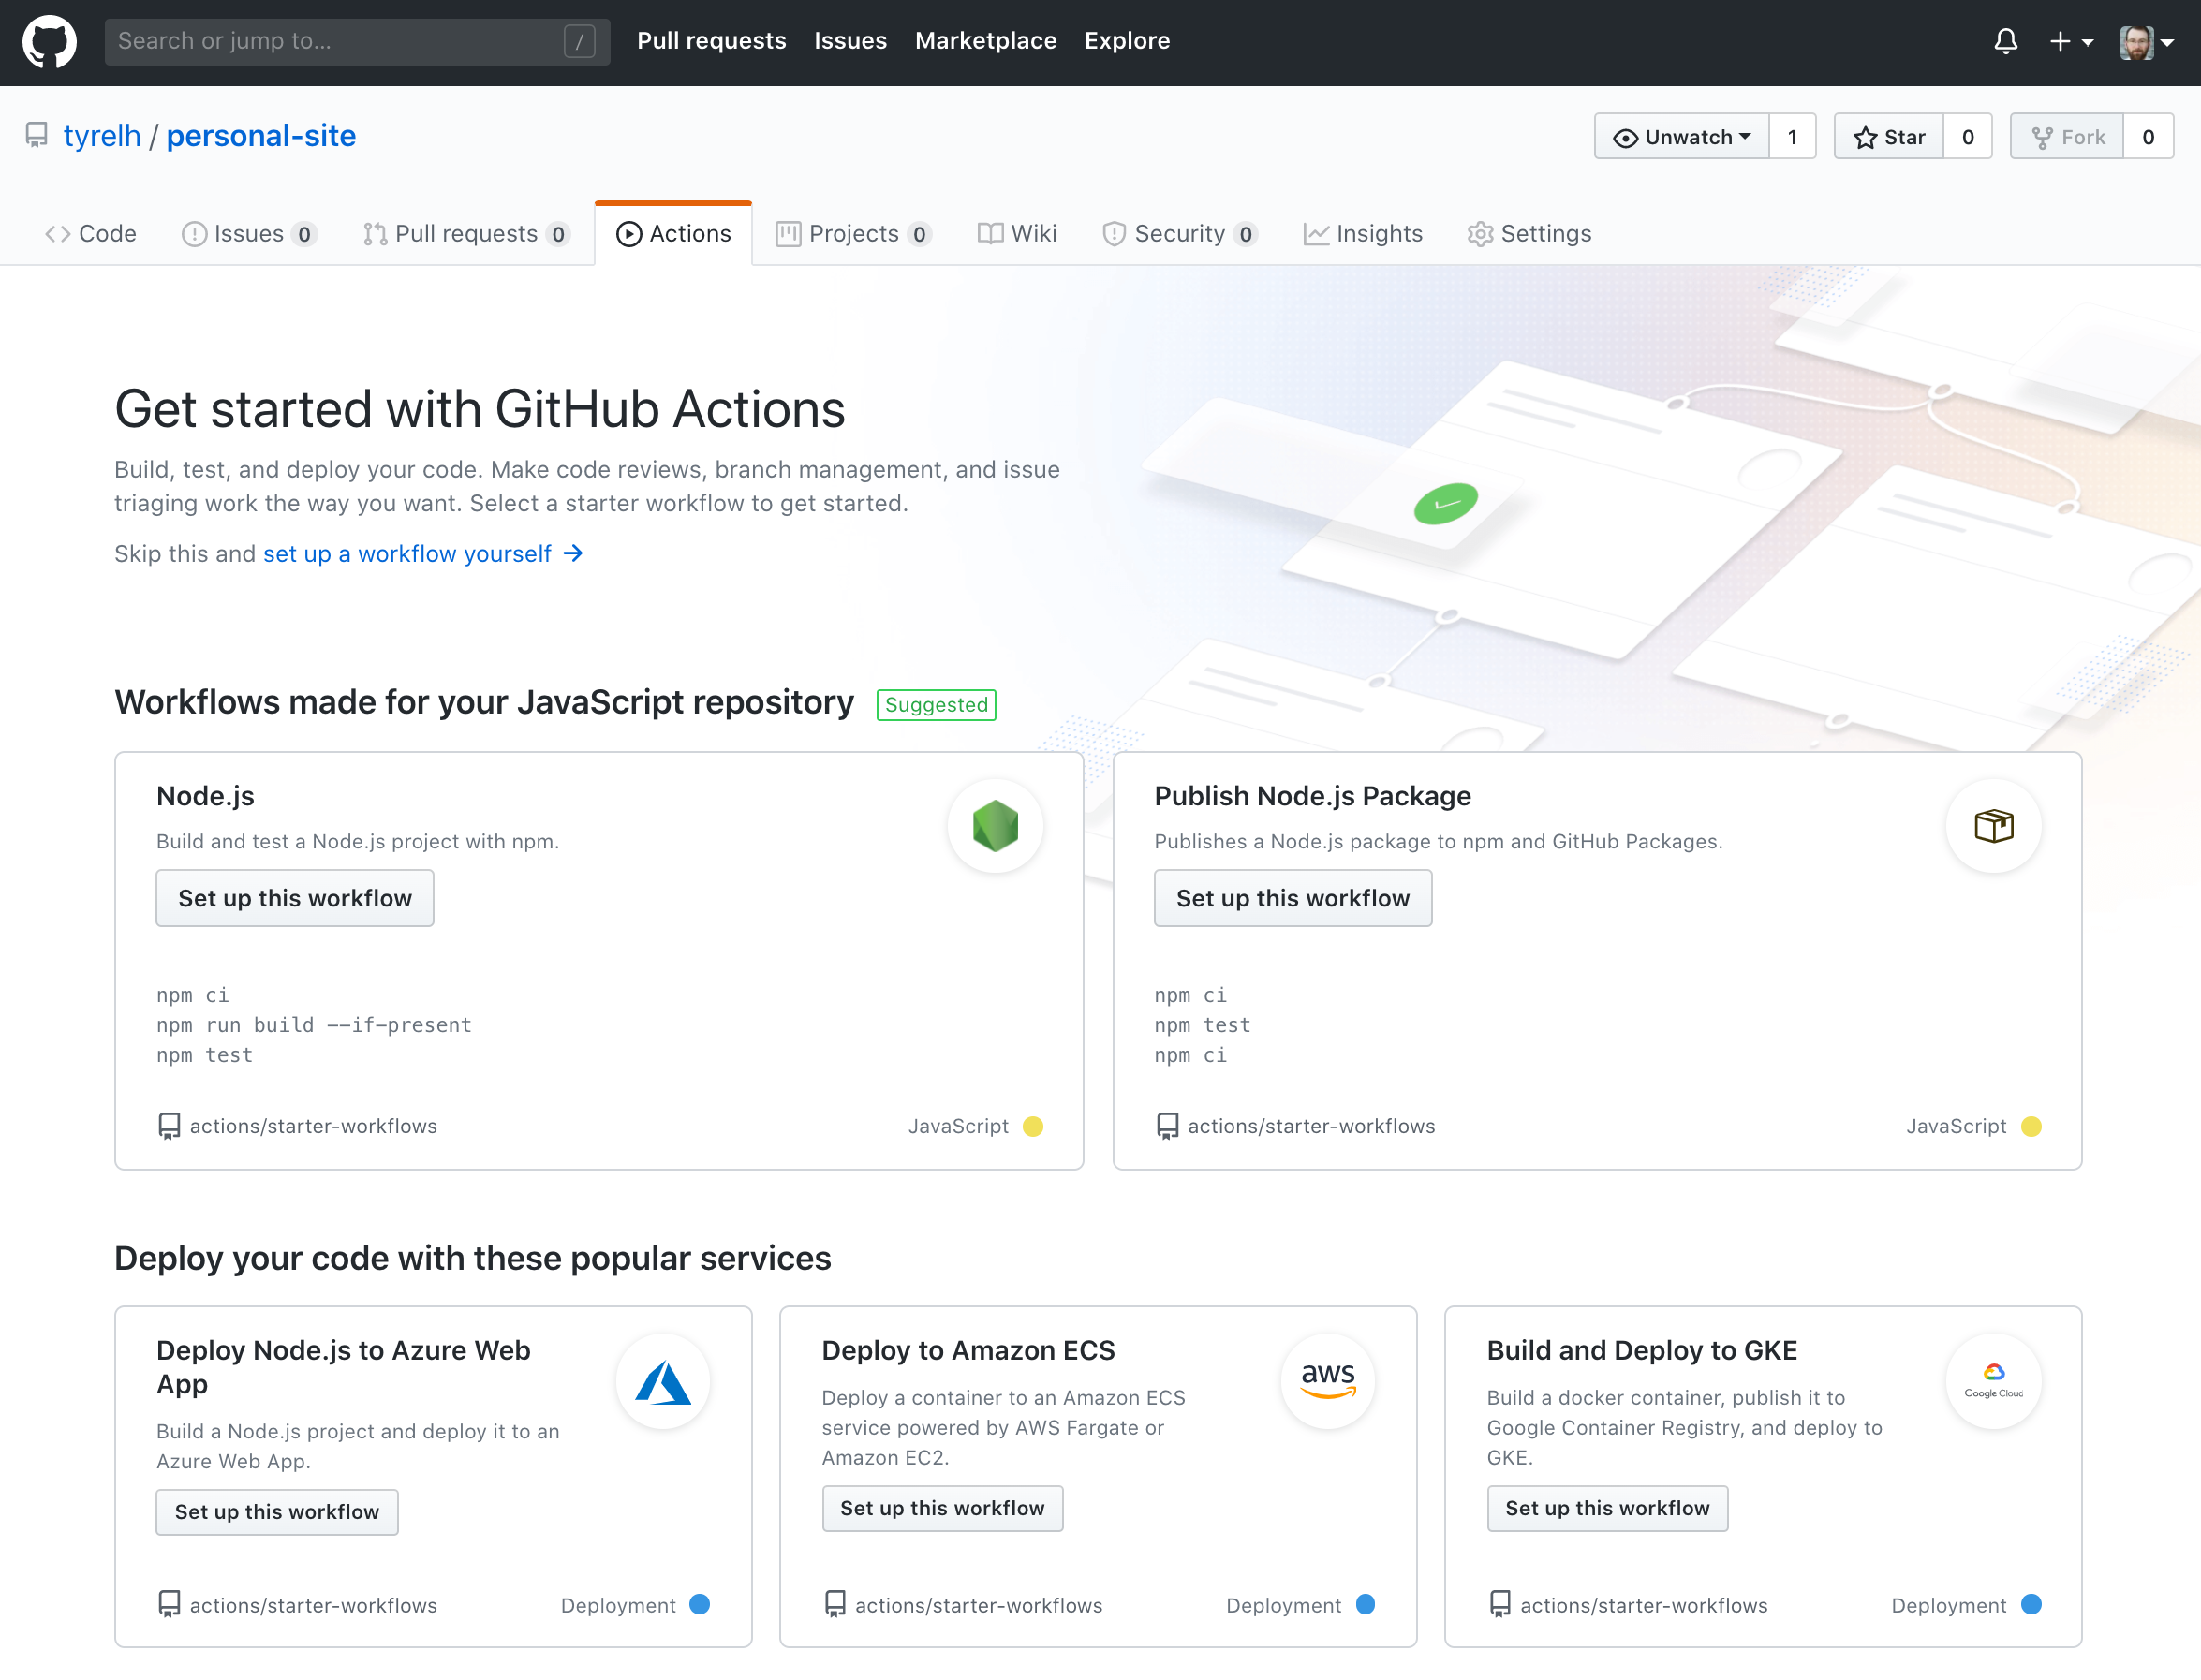 Search or jump to... /
Pull requests Issues Marketplace Explore
tyrelh / personal-site
Unwatch 1 Star 0 Fork 0
Code Issues 0 Pull requests 0 Actions Projects 0 Wiki Security 0 Insights Settings
Get started with GitHub Actions
Build, test, and deploy your code. Make code reviews, branch management, and issue
triaging work the way you want. Select a starter workflow to get started.
Skip this and set up a workflow yourself →
Workflows made for your JavaScript repository Suggested
Node.js
Build and test a Node.js project with npm.
Set up this workflow
npm ci
npm run build --if-present
npm test
actions/starter-workflows JavaScript
Publish Node.js Package
Publishes a Node.js package to npm and GitHub Packages.
Set up this workflow
npm ci
npm test
npm ci
actions/starter-workflows JavaScript
Deploy your code with these popular services
Deploy Node.js to Azure Web
App
Build a Node.js project and deploy it to an
Azure Web App.
Set up this workflow
actions/starter-workflows Deployment
Deploy to Amazon ECS
aws
Deploy a container to an Amazon ECS
service powered by AWS Fargate or
Amazon EC2.
Set up this workflow
actions/starter-workflows Deployment
Build and Deploy to GKE
Google Cloud
Build a docker container, publish it to
Google Container Registry, and deploy to
GKE.
Set up this workflow
actions/starter-workflows Deployment